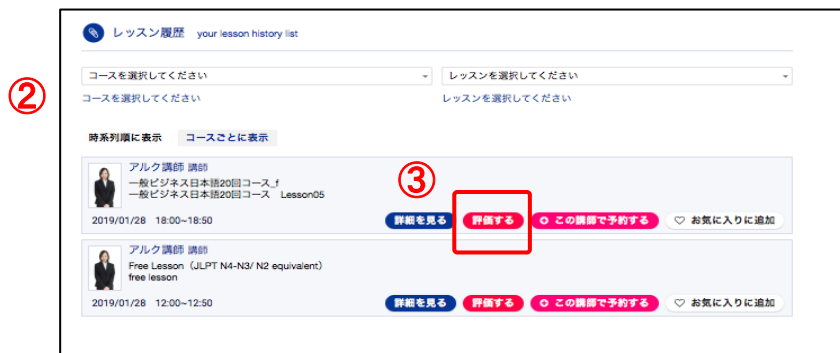 レッスン履歴 your lesson history list
コースを選択してください レッスンを選択してください
②
コースを選択してください レッスンを選択してください
時系列順に表示 コースごとに表示
アルク講師 講師
一般ビジネス日本語20回コース_f
一般ビジネス日本語20回コース Lesson05
③
2019/01/28 18:00~18:50 詳細を見る 評価する この講師で予約する お気に入りに追加
アルク講師 講師
Free Lesson（JLPT N4-N3/ N2 equivalent）
free lesson
2019/01/28 12:00~12:50 詳細を見る 評価する この講師で予約する お気に入りに追加